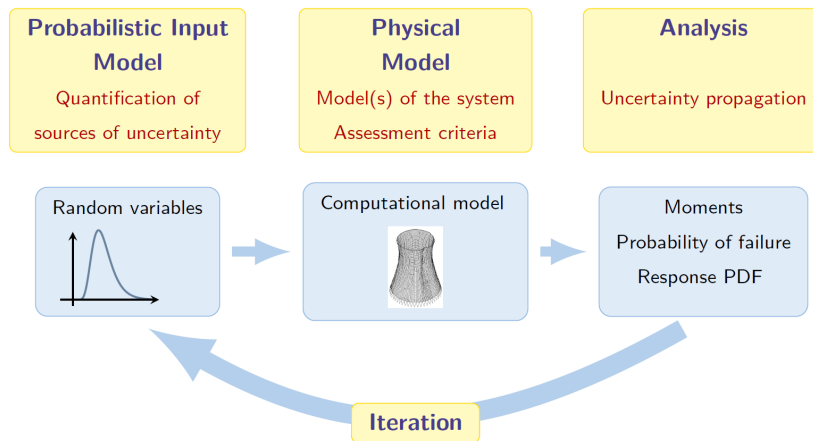 Probabilistic Input
Model
Quantification of
sources of uncertainty
Physical
Model
Model(s) of the system
Assessment criteria
Analysis
Uncertainty propagation
Random variables
Computational model
Moments
Probability of failure
Response PDF
Iteration